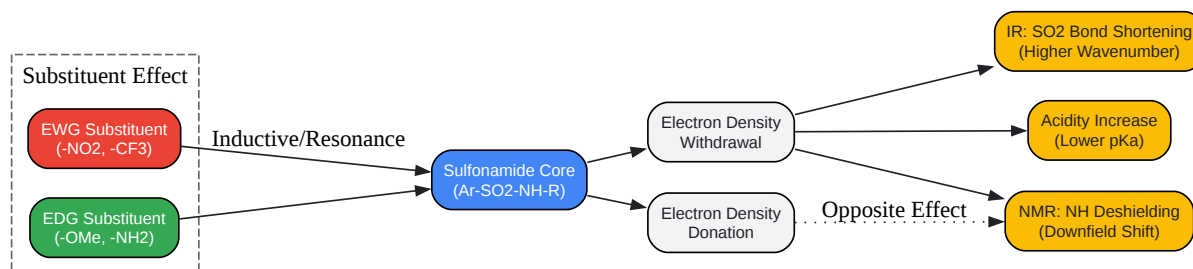 Substituent Effect
EWG Substituent
(-NO2, -CF3)
EDG Substituent
(-OMe, -NH2)
Inductive/Resonance
Sulfonamide Core
(Ar-SO2-NH-R)
Electron Density
Withdrawal
Electron Density
Donation
Opposite Effect
IR: SO2 Bond Shortening
(Higher Wavenumber)
Acidity Increase
(Lower pKa)
NMR: NH Deshielding
(Downfield Shift)